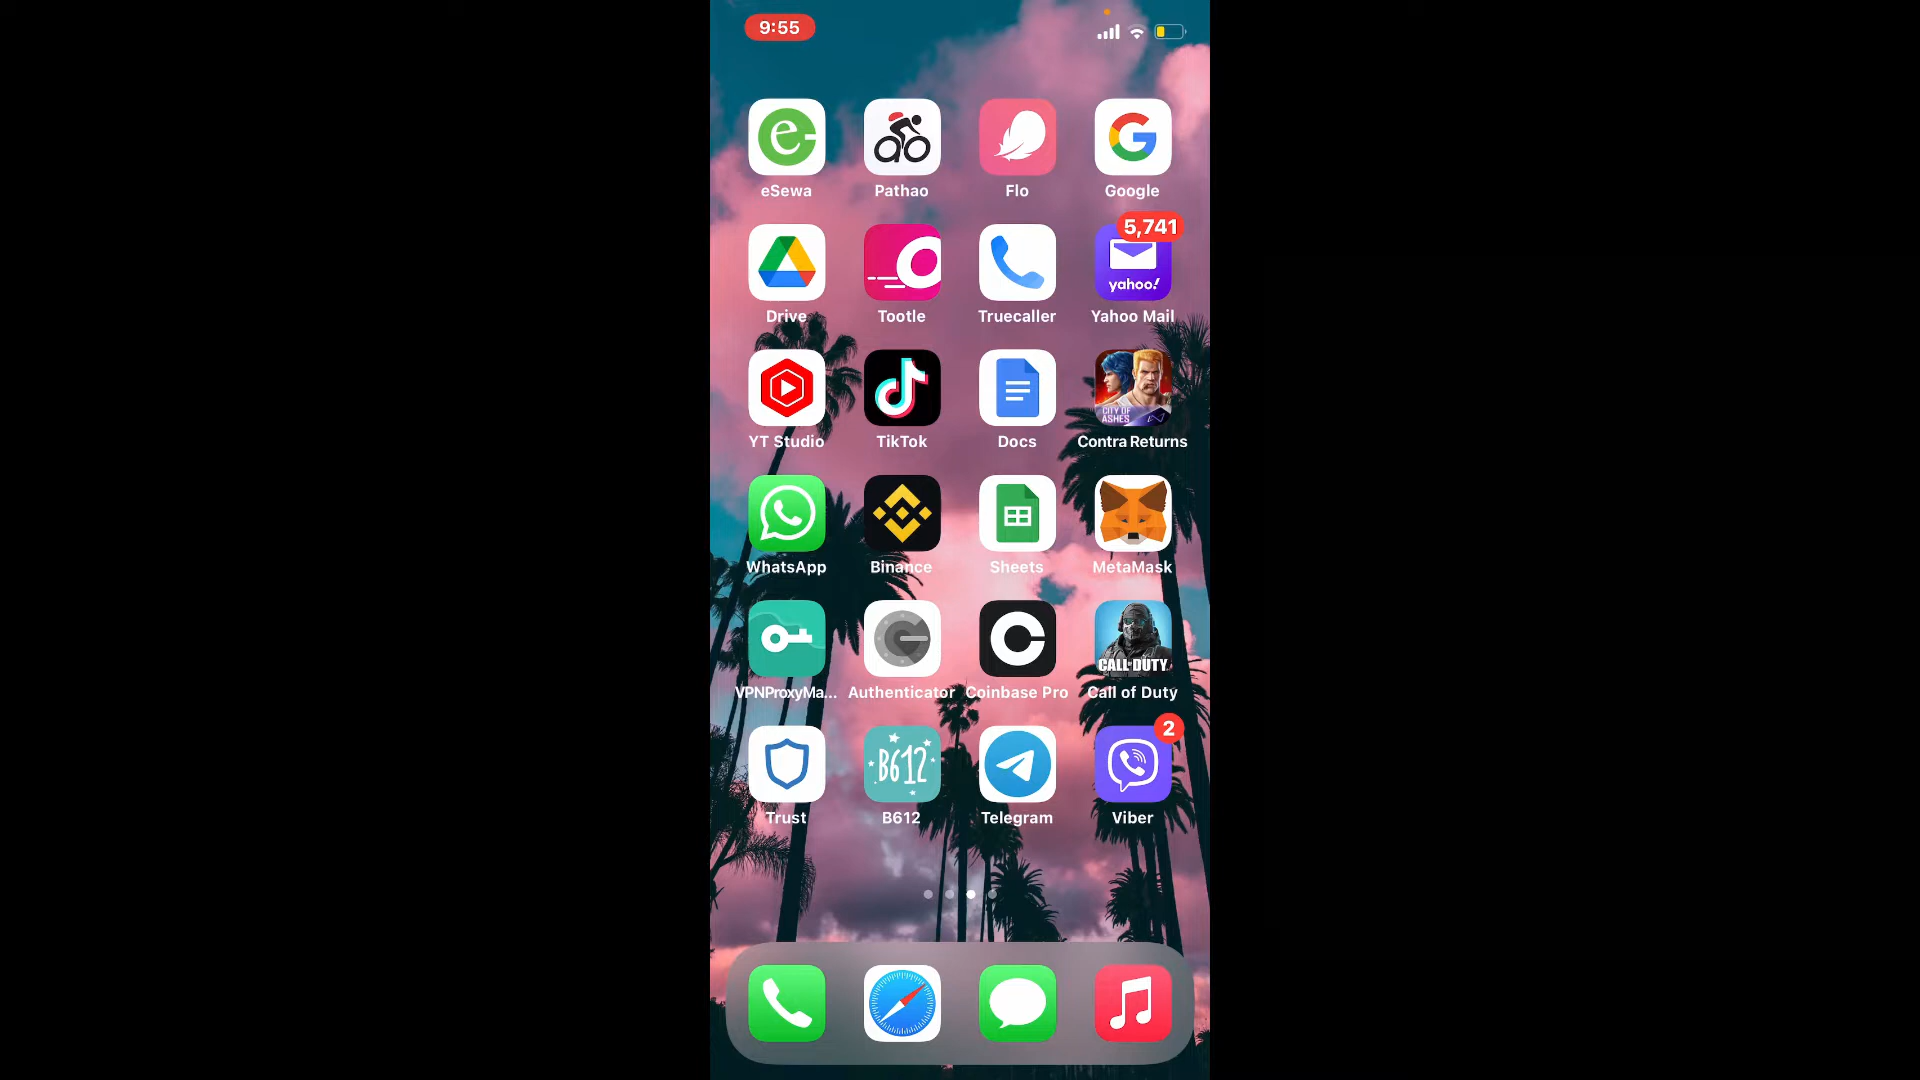 9:55
eSewa
Pathao
Flo
Google
5,741
yahoo!
Drive
Tootle
Truecaller
Yahoo Mail
CITY OF
ASHES
YT Studio
TikTok
Docs
Contra Returns
WhatsApp
Binance
Sheets
MetaMask
CALL OF DUTY
VPNProxyMa...
Authenticator
Coinbase Pro
Call of Duty
2
B612
Trust
B612
Telegram
Viber